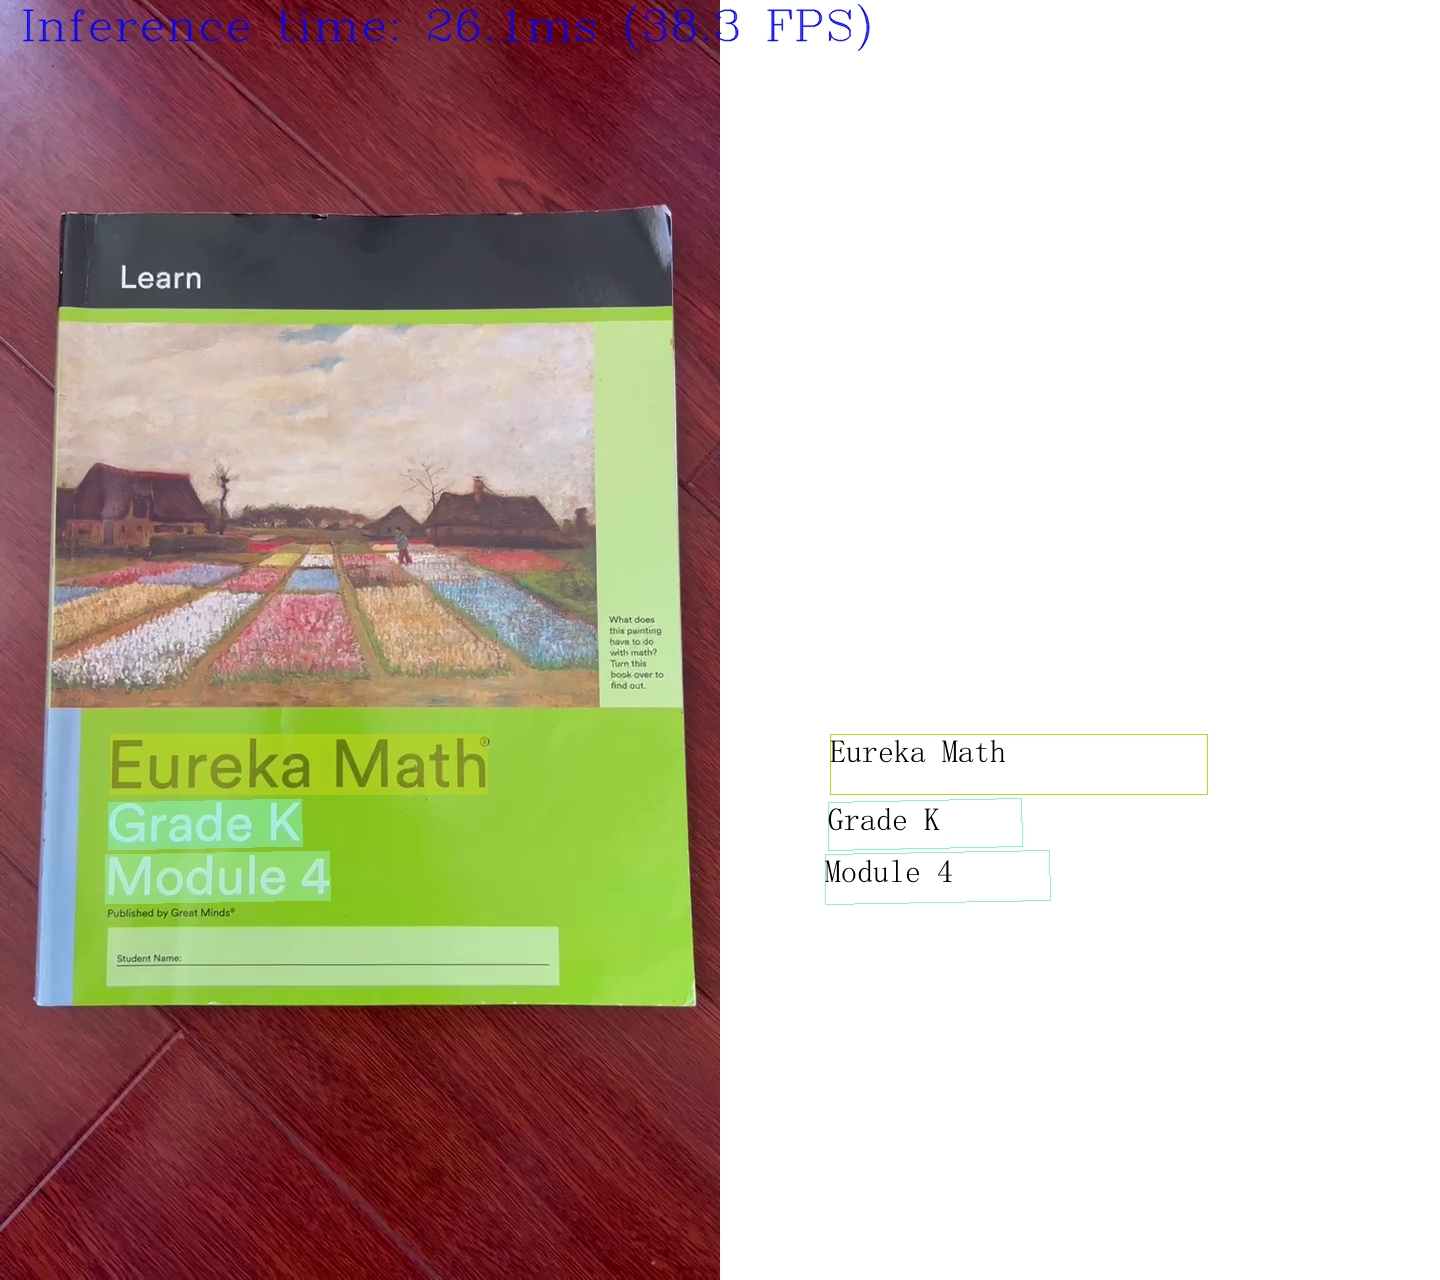 Inference time: 26.1ms (38.3 FPS)
Learn
What does
this painting
have to do
with math?
Turn this
book over to
find out.
Eureka Math®
Grade K
Module 4
Published by Great Minds®
Student Name:
Eureka Math
Grade K
Module 4